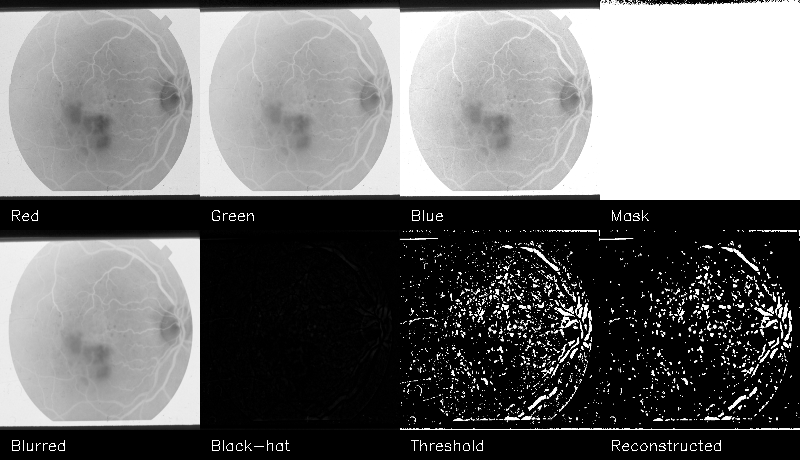 Red
Green
Blue
Mask
Blurred
Black-hat
Threshold
Reconstructed